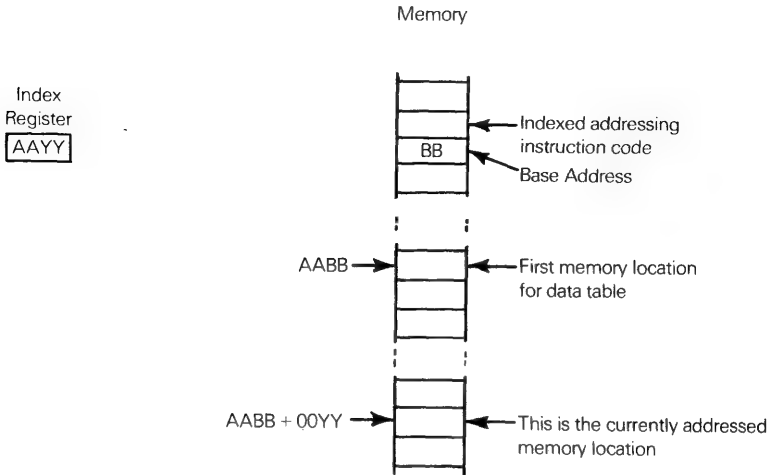 Memory
Index
Register
AAYY
Indexed addressing
instruction code
BB
Base Address
AABB
First memory location
for data table
AABB + 00YY
This is the currently addressed
memory location